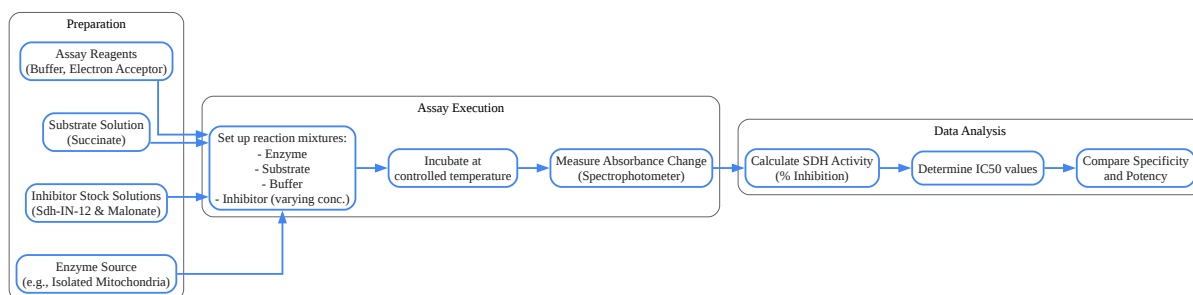 Preparation
Assay Reagents
(Buffer, Electron Acceptor)
Substrate Solution
(Succinate)
Inhibitor Stock Solutions
(Sdh-IN-12 & Malonate)
Enzyme Source
(e.g., Isolated Mitochondria)
Assay Execution
Set up reaction mixtures:
- Enzyme
- Substrate
- Buffer
- Inhibitor (varying conc.)
Incubate at
controlled temperature
Measure Absorbance Change
(Spectrophotometer)
Data Analysis
Calculate SDH Activity
(% Inhibition)
Determine IC50 values
Compare Specificity
and Potency